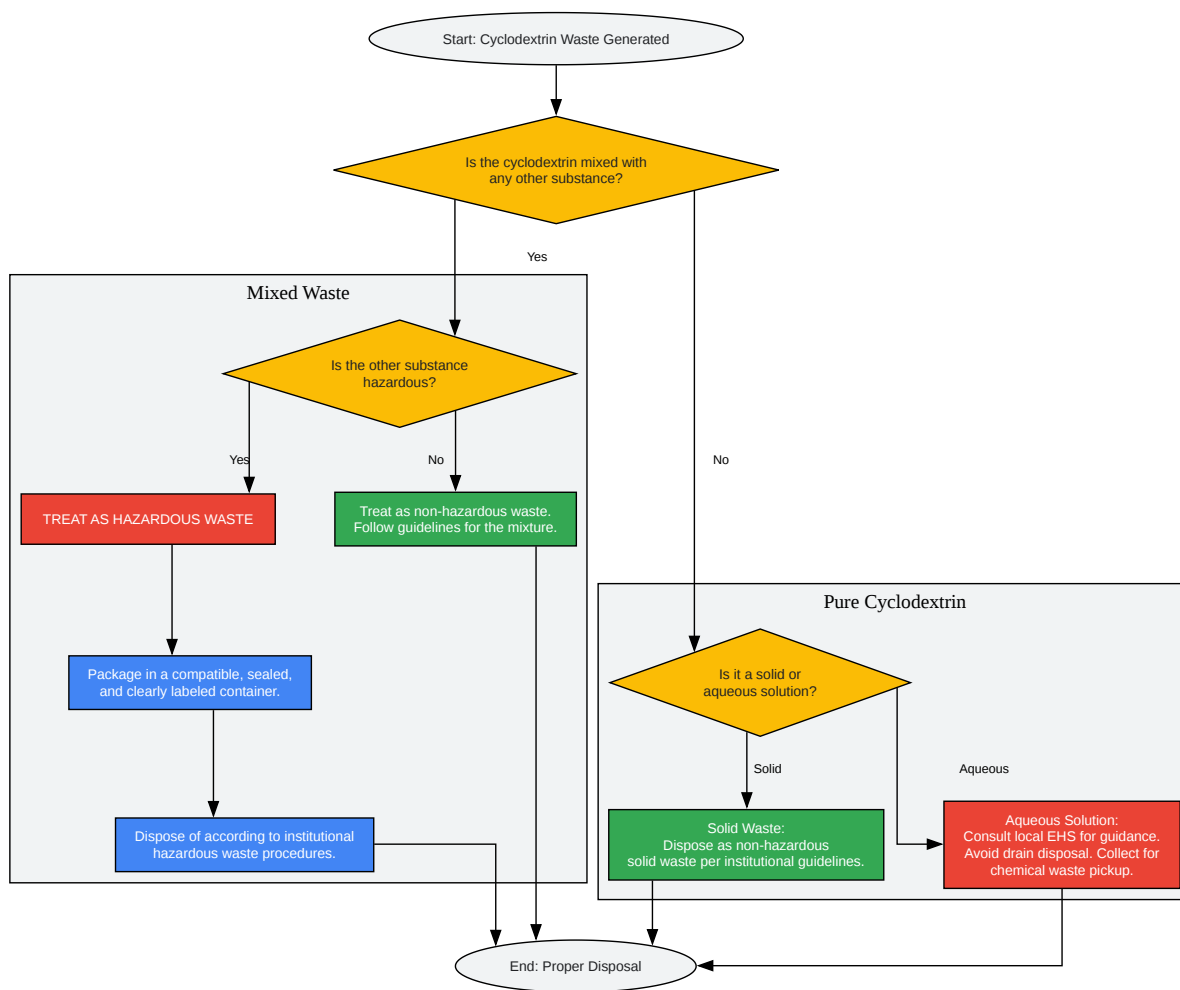 Start: Cyclodextrin Waste Generated
Is the cyclodextrin mixed with
any other substance?
Yes
No
Mixed Waste
Is the other substance
hazardous?
Yes
No
TREAT AS HAZARDOUS WASTE
Treat as non-hazardous waste.
Follow guidelines for the mixture.
Package in a compatible, sealed,
and clearly labeled container.
Dispose of according to institutional
hazardous waste procedures.
Pure Cyclodextrin
Is it a solid or
aqueous solution?
Solid
Aqueous
Solid Waste:
Dispose as non-hazardous
solid waste per institutional guidelines.
Aqueous Solution:
Consult local EHS for guidance.
Avoid drain disposal. Collect for
chemical waste pickup.
End: Proper Disposal